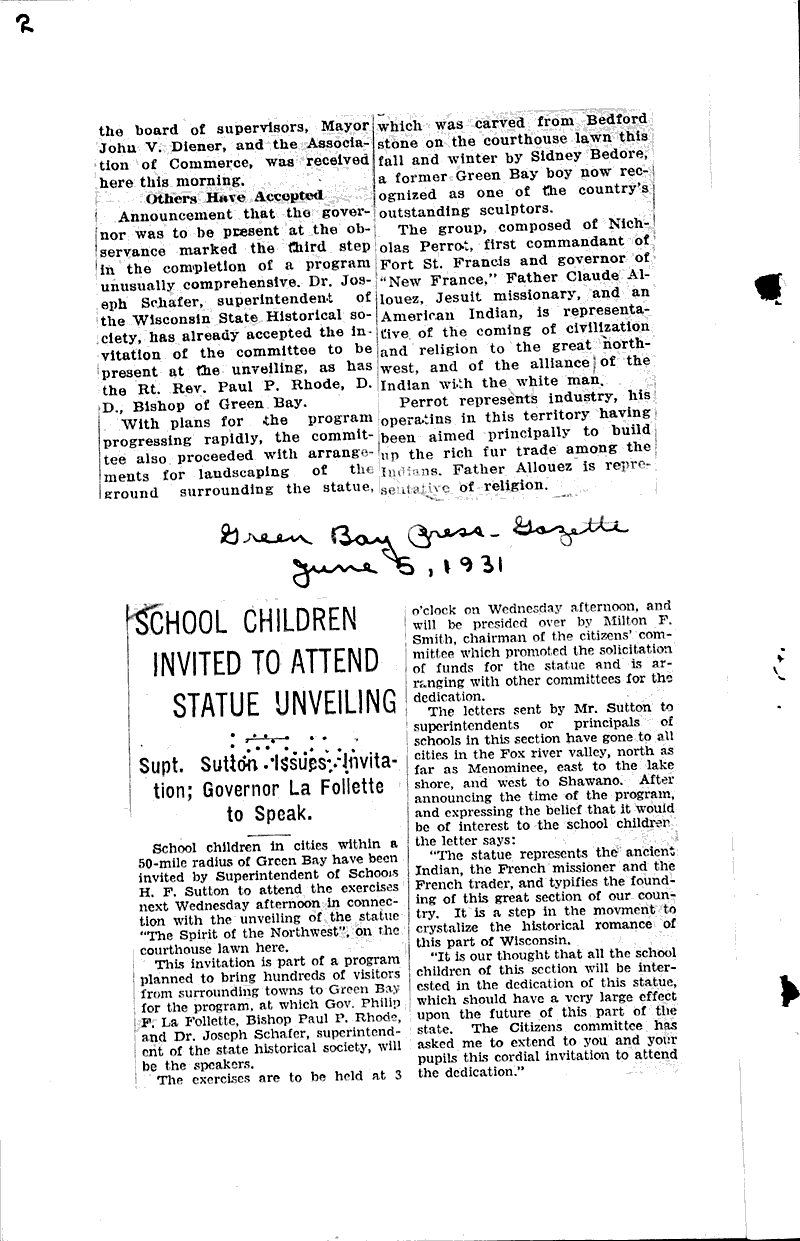 2
the board of supervisors, Mayor
John V. Diener, and the Associa-
tion of Commerce, was received
here this morning.
Others Have Accepted
Announcement that the gover-
nor was to be present at the ob-
servance marked the third step
in the completion of a program
unusually comprehensive. Dr. Jos-
eph Schafer, superintendent of
the Wisconsin State Historical so-
ciety, has already accepted the in-
vitation of the committee to be
present at the unveiling, as has
the Rt. Rev. Paul P. Rhode, D.
D., Bishop of Green Bay.
With plans for the program
progressing rapidly, the commit-
tee also proceeded with arrange-
ments for landscaping of the
ground surrounding the statue,
which was carved from Bedford
stone on the courthouse lawn this
fall and winter by Sidney Bedore,
a former Green Bay boy now rec-
ognized as one of the country's
outstanding sculptors.
The group, composed of Nich-
olas Perrot, first commandant of
Fort St. Francis and governor of
"New France," Father Claude Al-
louez, Jesuit missionary, and an
American Indian, is representa-
tive of the coming of civilization
and religion to the great north-
west, and of the alliance of the
Indian with the white man.
Perrot represents industry, his
operatins in this territory having
been aimed principally to build
up the rich fur trade among the
Indians. Father Allouez is repre-
sentative of religion.
Green Bay Press-Gazette
June 5, 1931
SCHOOL CHILDREN
INVITED TO ATTEND
STATUE UNVEILING
Supt. Sutton Issues Invita-
tion; Governor La Follette
to Speak.
School children in cities within a
50-mile radius of Green Bay have been
invited by Superintendent of Schools
H. F. Sutton to attend the exercises
next Wednesday afternoon in connec-
tion with the unveiling of the statue
"The Spirit of the Northwest", on the
courthouse lawn here.
This invitation is part of a program
planned to bring hundreds of visitors
from surrounding towns to Green Bay
for the program, at which Gov. Philip
F. La Follette, Bishop Paul P. Rhode,
and Dr. Joseph Schafer, superintend-
ent of the state historical society, will
be the speakers.
The exercises are to be held at 3
o'clock on Wednesday afternoon, and
will be presided over by Milton F.
Smith, chairman of the citizens' com-
mittee which promoted the solicitation
of funds for the statue and is ar-
ranging with other committees for the
dedication.
The letters sent by Mr. Sutton to
superintendents or principals of
schools in this section have gone to all
cities in the Fox river valley, north as
far as Menominee, east to the lake
shore, and west to Shawano. After
announcing the time of the program,
and expressing the belief that it would
be of interest to the school children
the letter says:
"The statue represents the ancient
Indian, the French missioner and the
French trader, and typifies the found-
ing of this great section of our coun-
try. It is a step in the movment to
crystalize the historical romance of
this part of Wisconsin.
"It is our thought that all the school
children of this section will be inter-
ested in the dedication of this statue,
which should have a very large effect
upon the future of this part of the
state. The Citizens committee has
asked me to extend to you and your
pupils this cordial invitation to attend
the dedication."